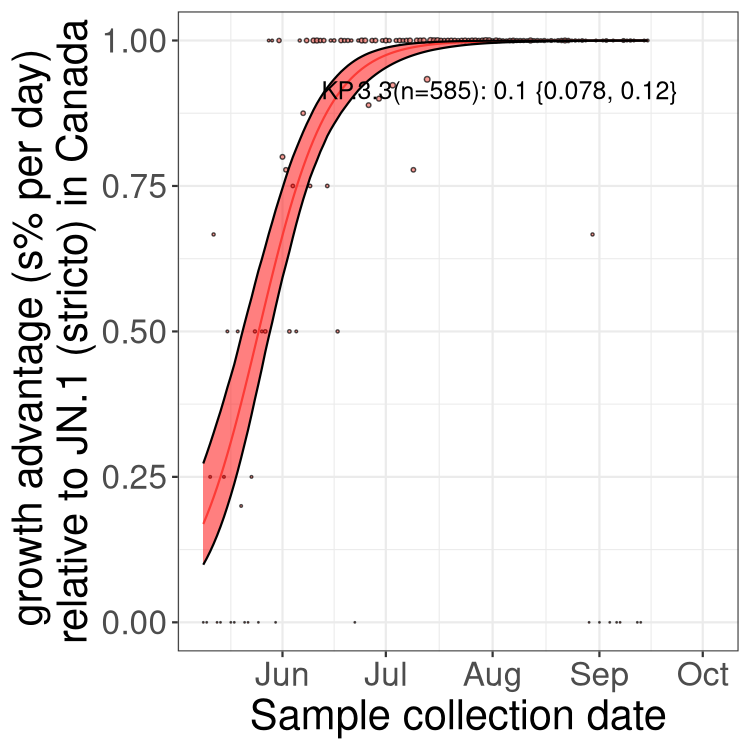 growth advantage (s% per day)
relative to JN.1 (stricto) in Canada
1.00
0.75
0.50
0.25
0.00
KP.3.3(n=585): 0.1 {0.078, 0.12}
Jun Jul Aug Sep Oct
Sample collection date